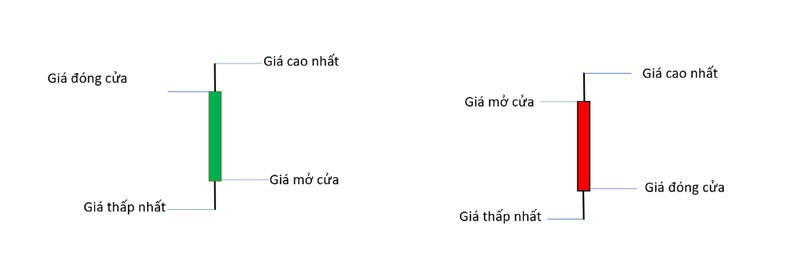 Giá cao nhất
Giá đóng cửa
Giá mở cửa
Giá thấp nhất
Giá cao nhất
Giá mở cửa
Giá đóng cửa
Giá thấp nhất